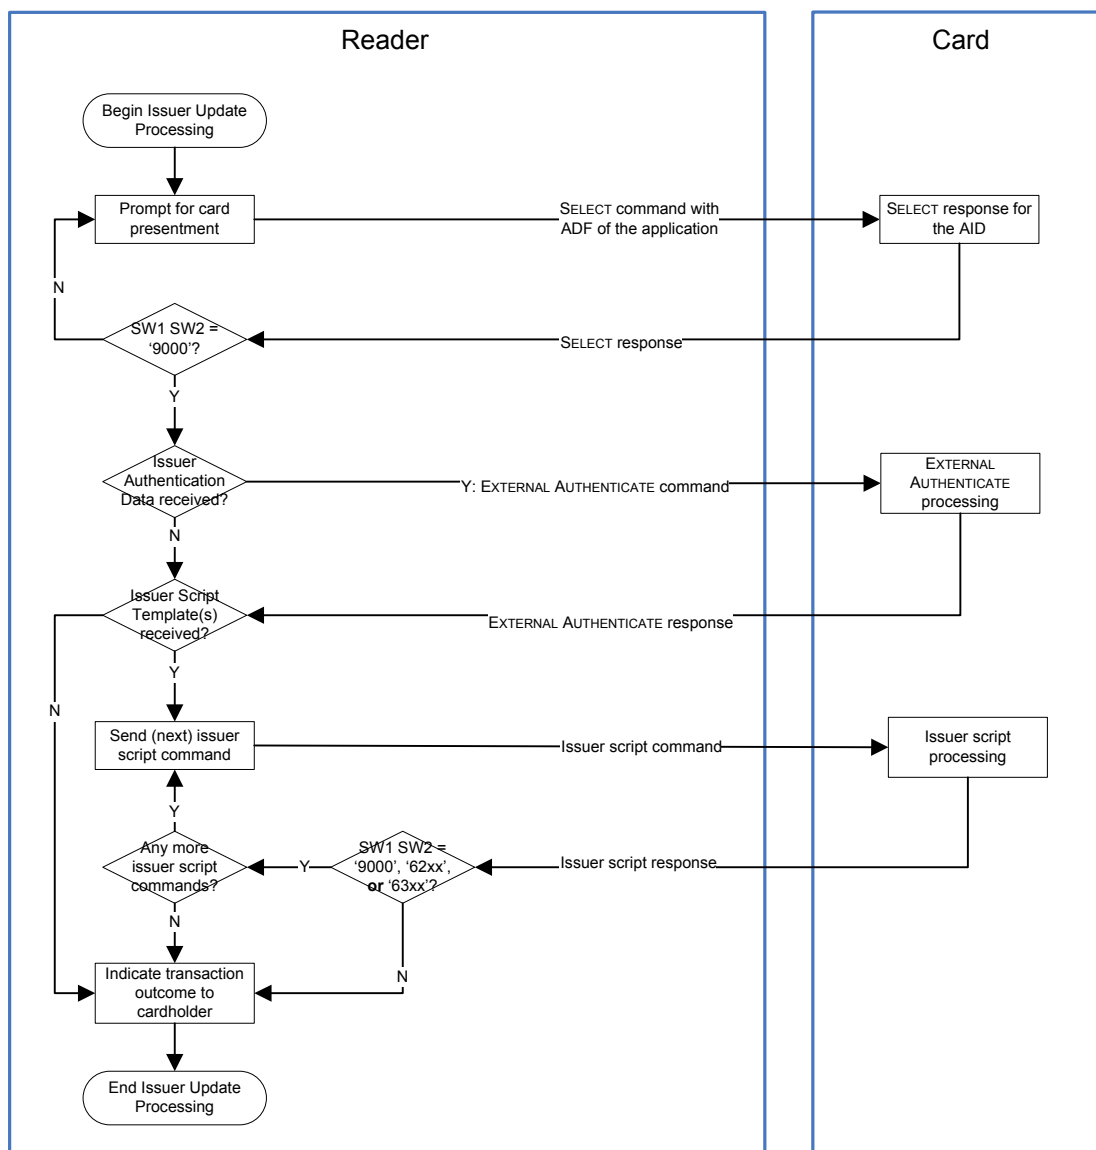 Reader
Card
Begin Issuer Update
Processing
Prompt for card
presentment
SELECT command with
ADF of the application
SELECT response for
the AID
N
SW1 SW2 =
‘9000’?
SELECT response
Y
Issuer
Authentication
Data received?
Y: EXTERNAL AUTHENTICATE command
EXTERNAL
AUTHENTICATE
processing
N
Issuer Script
Template(s)
received?
EXTERNAL AUTHENTICATE response
Y
N
Send (next) issuer
script command
Issuer script command
Issuer script
processing
Y
Any more
issuer script
commands?
Y
SW1 SW2 =
‘9000’, ‘62xx’,
or ‘63xx’?
Issuer script response
N
N
Indicate transaction
outcome to
cardholder
End Issuer Update
Processing